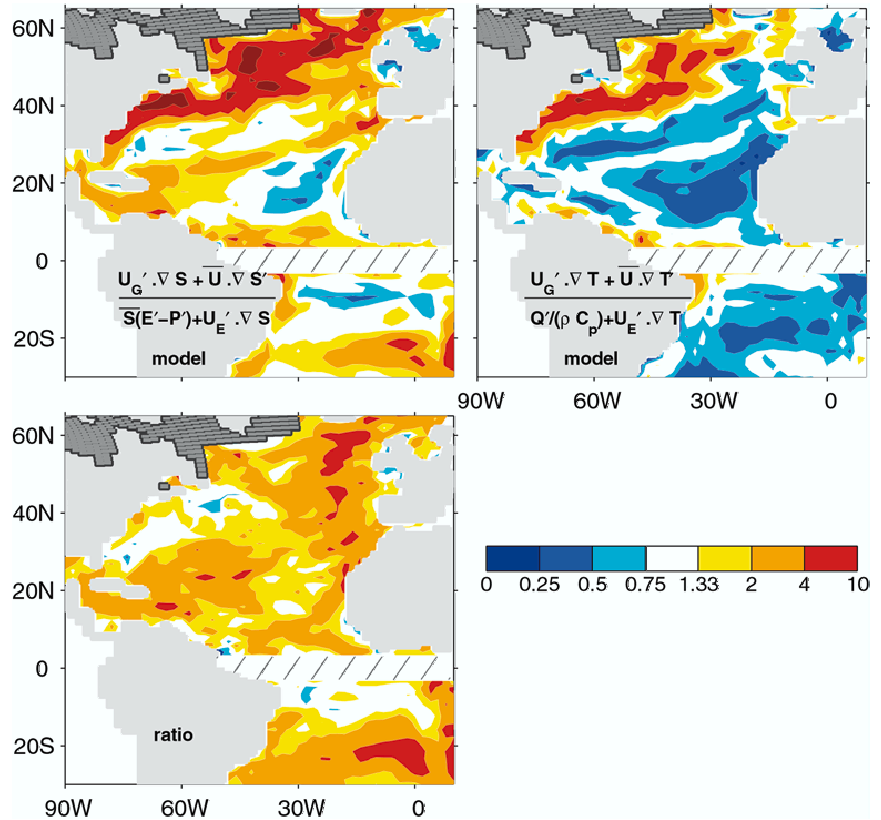 60N
40N
20N
0
20S
U_G′ .∇ S + U̅ .∇ S′
S̅(E′−P′)+U_E′ .∇ S
model
U_G′ .∇ T + U̅ .∇ T′
Q′/(ρ C_p)+U_E′ .∇ T
model
90W 60W 30W 0
60N
40N
20N
0
20S
ratio
90W 60W 30W 0
0 0.25 0.5 0.75 1.33 2 4 10